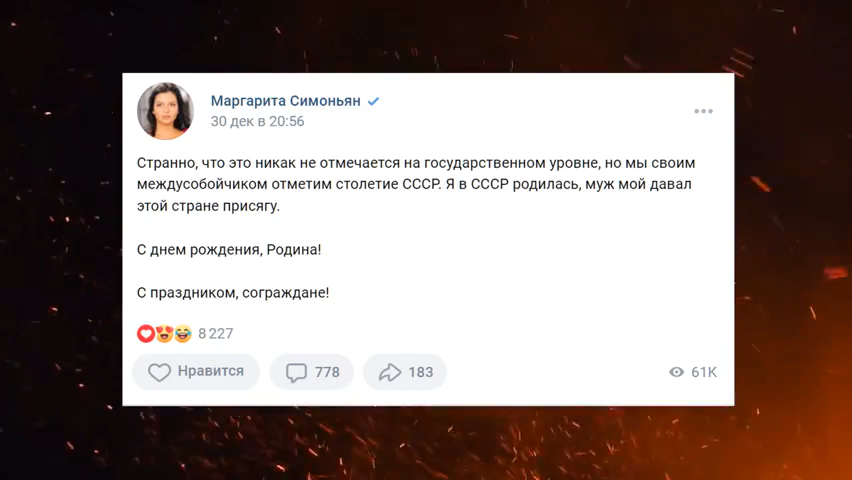 Маргарита Симоньян
30 дек в 20:56
Странно, что это никак не отмечается на государственном уровне, но мы своим
междусобойчиком отметим столетие СССР. Я в СССР родилась, муж мой давал
этой стране присягу.
С днем рождения, Родина!
С праздником, сограждане!
8 227
Нравится
778
183
61K